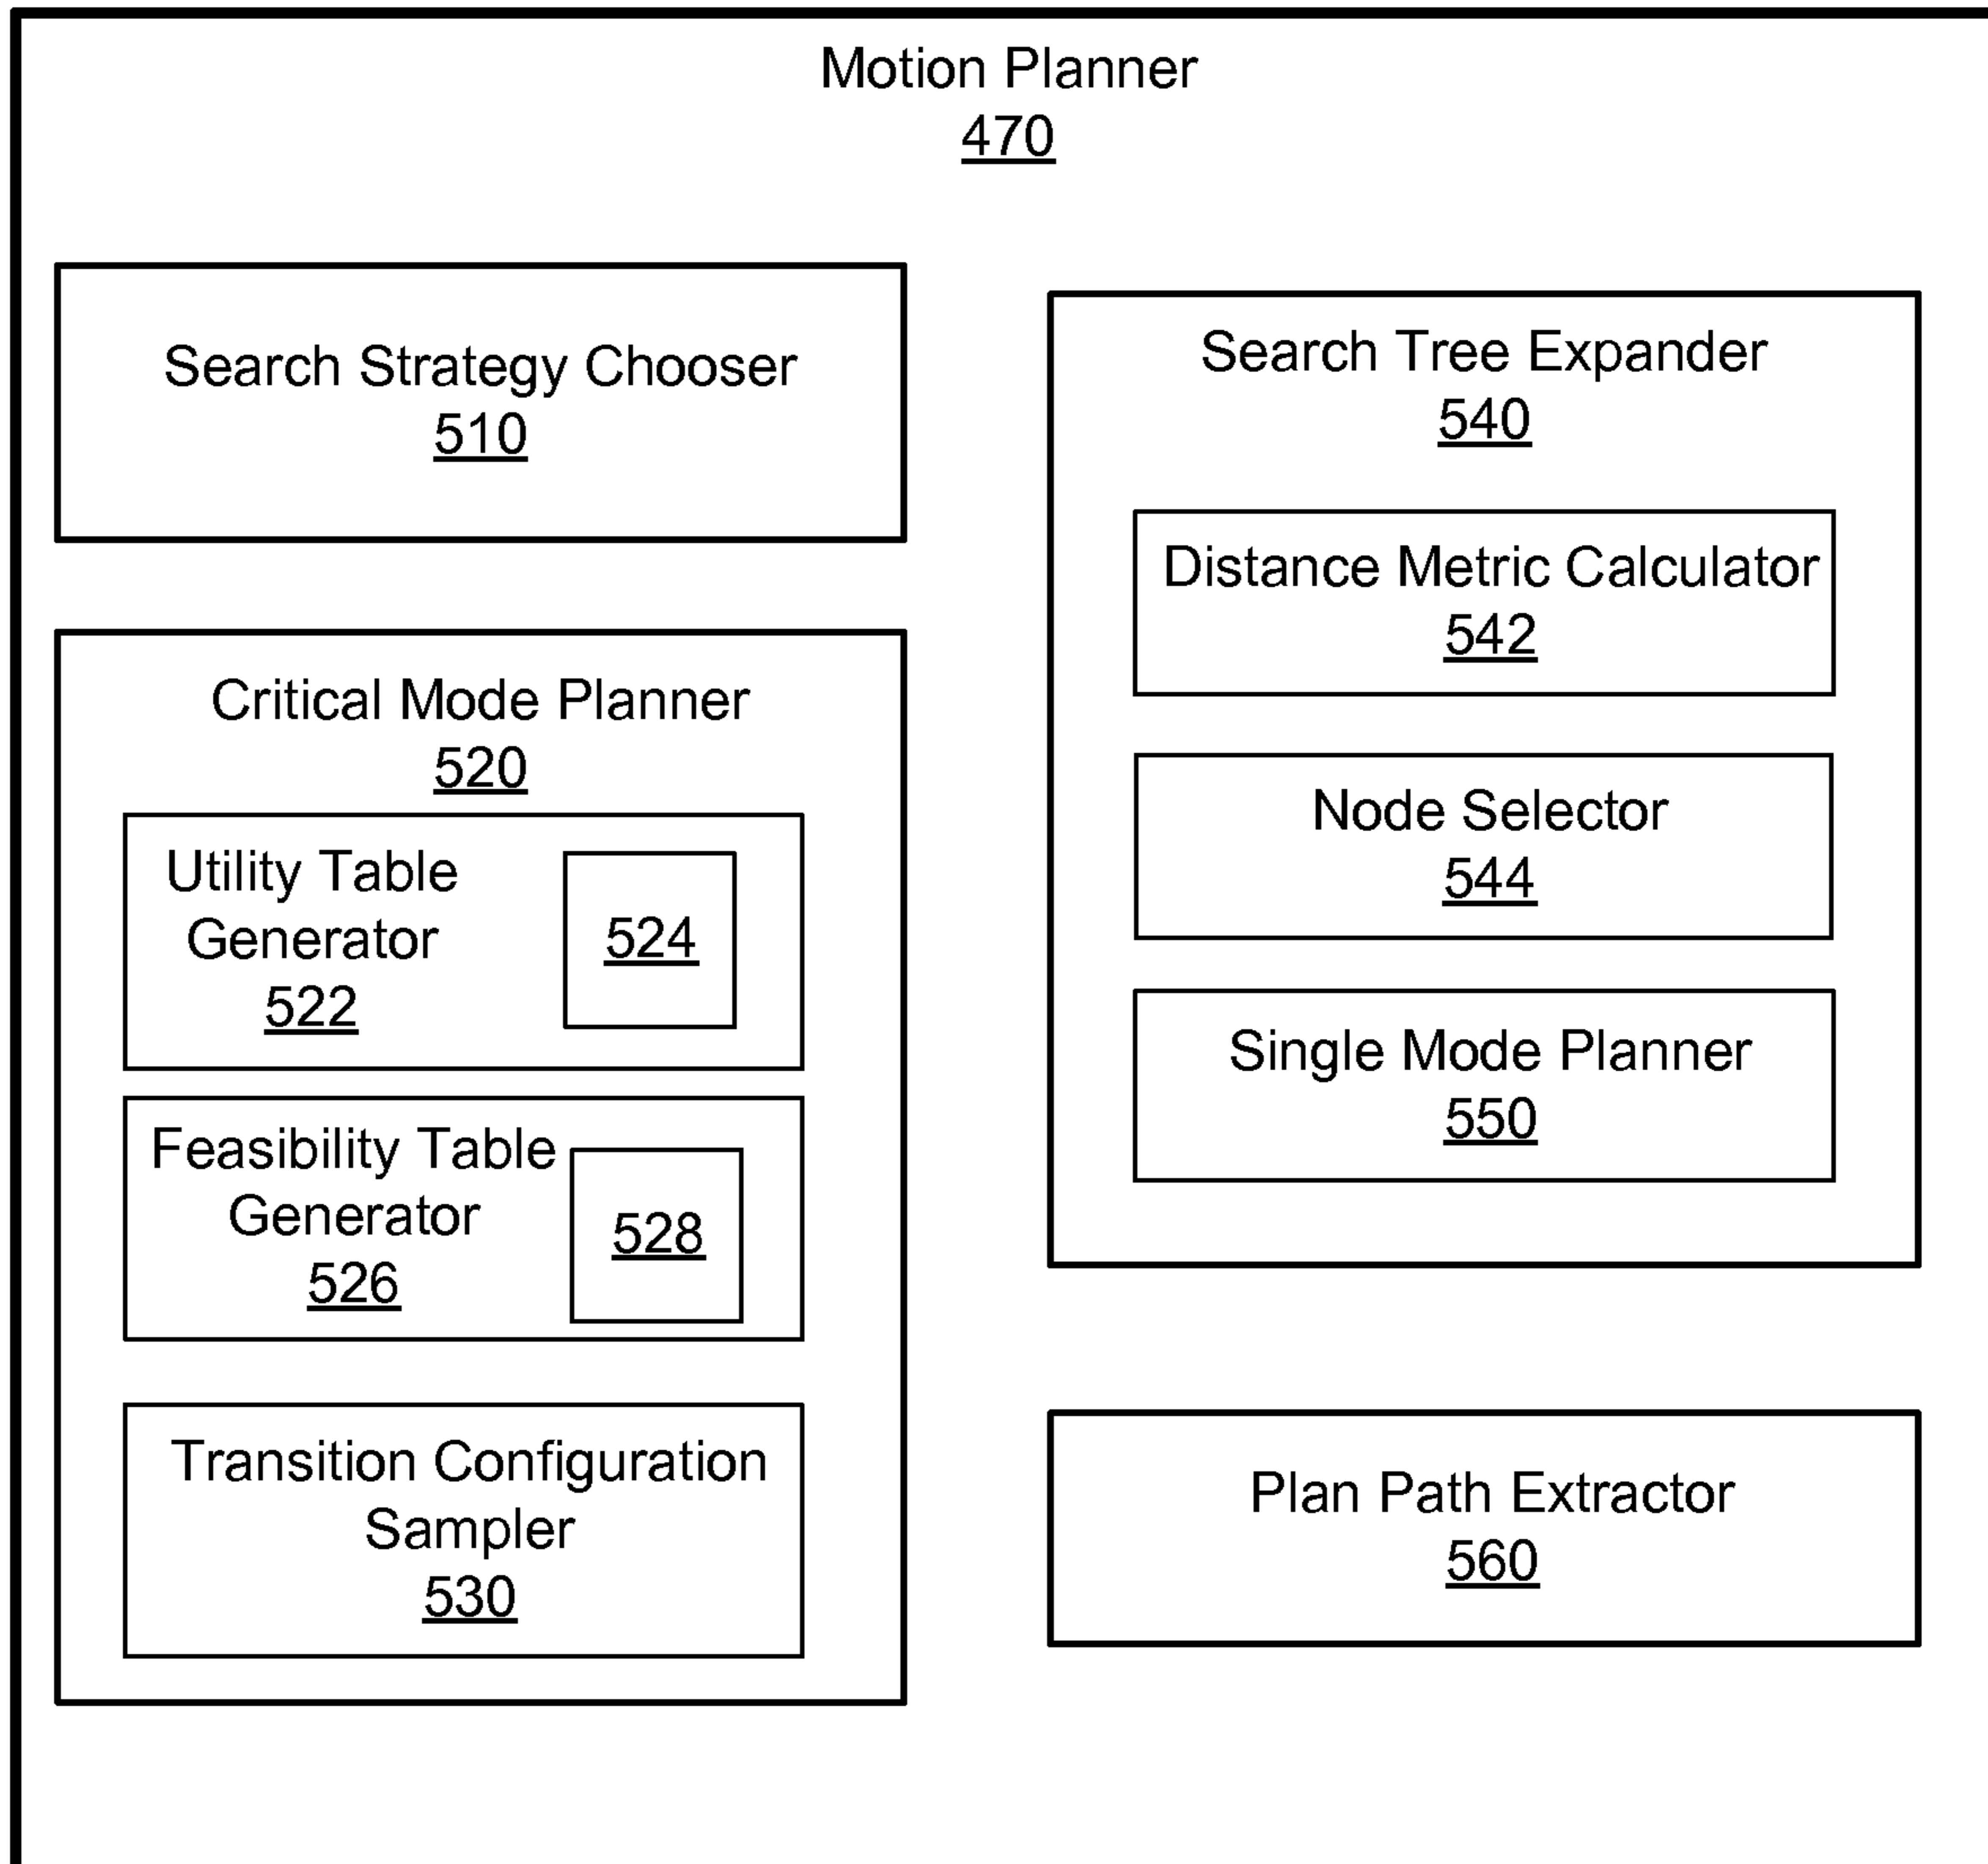 Motion Planner
470
Search Strategy Chooser
510
Critical Mode Planner
520
Utility Table
Generator
522
524
Feasibility Table
Generator
526
528
Transition Configuration
Sampler
530
Search Tree Expander
540
Distance Metric Calculator
542
Node Selector
544
Single Mode Planner
550
Plan Path Extractor
560